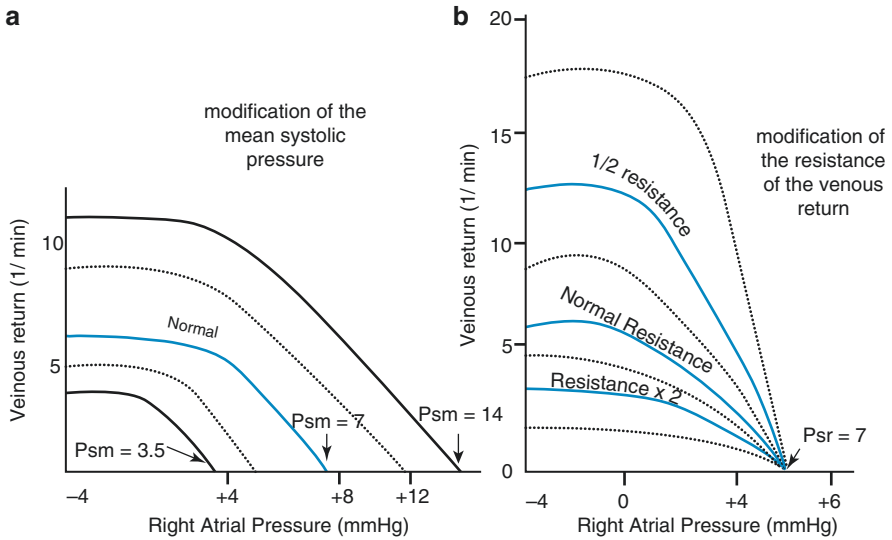 a
modification of the
mean systolic
pressure
Veinous return (1/ min)
10
5
Normal
Psm = 3.5
Psm = 7
Psm = 14
–4
+4
+8
+12
Right Atrial Pressure (mmHg)
b
20
15
10
5
0
Veinous return (1/ min)
modification of
the resistance
of the venous
return
1/2 resistance
Normal Resistance
Resistance x 2
Psr = 7
–4
0
+4
+6
Right Atrial Pressure (mmHg)